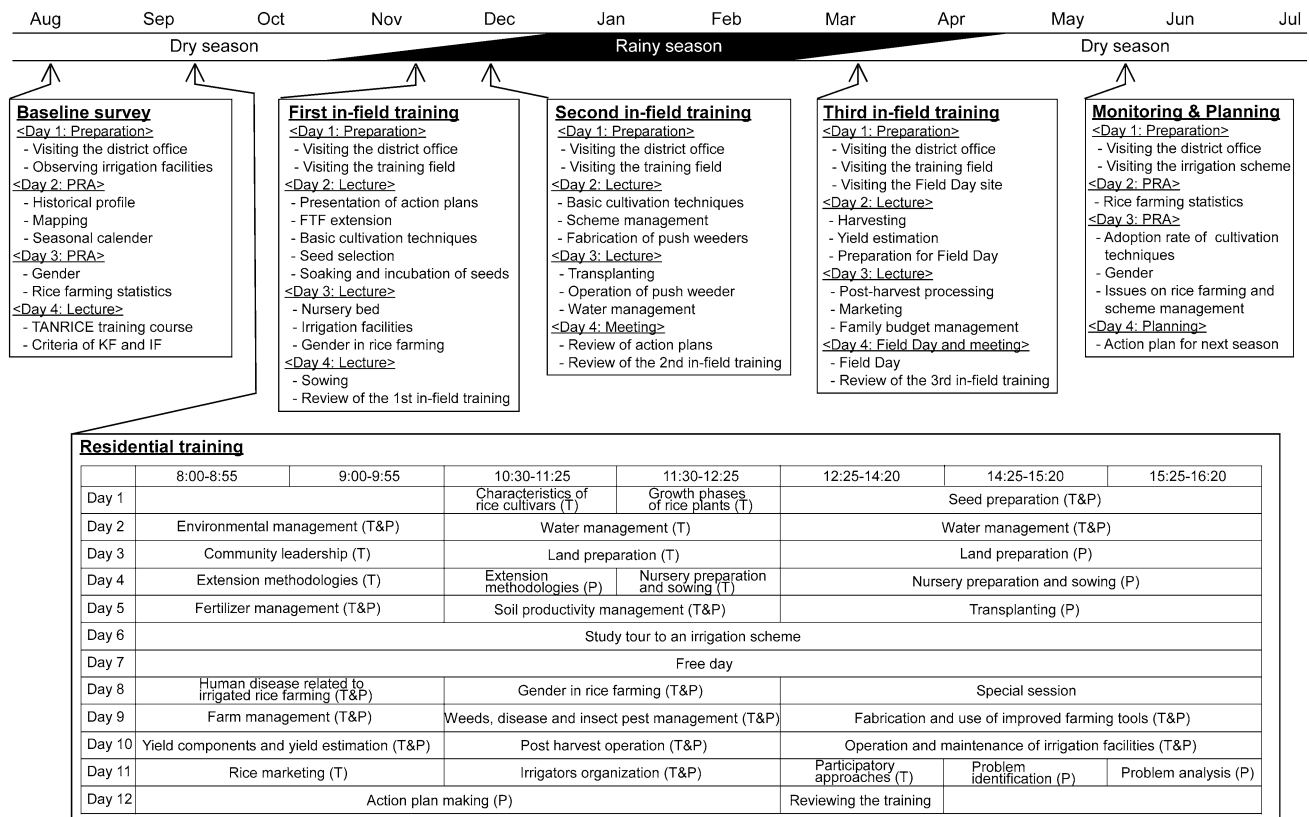 Aug Sep Oct Nov Dec Jan Feb Mar Apr May Jun Jul
Dry season Rainy season Dry season
Baseline survey
<Day 1: Preparation>
- Visiting the district office
- Observing irrigation facilities
<Day 2: PRA>
- Historical profile
- Mapping
- Seasonal calender
<Day 3: PRA>
- Gender
- Rice farming statistics
<Day 4: Lecture>
- TANRICE training course
- Criteria of KF and IF
First in-field training
<Day 1: Preparation>
- Visiting the district office
- Visiting the training field
<Day 2: Lecture>
- Presentation of action plans
- FTF extension
- Basic cultivation techniques
- Seed selection
- Soaking and incubation of seeds
<Day 3: Lecture>
- Nursery bed
- Irrigation facilities
- Gender in rice farming
<Day 4: Lecture>
- Sowing
- Review of the 1st in-field training
Second in-field training
<Day 1: Preparation>
- Visiting the district office
- Visiting the training field
<Day 2: Lecture>
- Basic cultivation techniques
- Scheme management
- Fabrication of push weeders
<Day 3: Lecture>
- Transplanting
- Operation of push weeder
- Water management
<Day 4: Meeting>
- Review of action plans
- Review of the 2nd in-field training
Third in-field training
<Day 1: Preparation>
- Visiting the district office
- Visiting the training field
- Visiting the Field Day site
<Day 2: Lecture>
- Harvesting
- Yield estimation
- Preparation for Field Day
<Day 3: Lecture>
- Post-harvest processing
- Marketing
- Family budget management
<Day 4: Field Day and meeting>
- Field Day
- Review of the 3rd in-field training
Monitoring & Planning
<Day 1: Preparation>
- Visiting the district office
- Visiting the irrigation scheme
<Day 2: PRA>
- Rice farming statistics
<Day 3: PRA>
- Adoption rate of cultivation
techniques
- Gender
- Issues on rice farming and
scheme management
<Day 4: Planning>
- Action plan for next season
Residential training
8:00-8:55 9:00-9:55 10:30-11:25 11:30-12:25 12:25-14:20 14:25-15:20 15:25-16:20
Day 1
Characteristics of
rice cultivars (T)
Growth phases
of rice plants (T)
Seed preparation (T&P)
Day 2 Environmental management (T&P) Water management (T) Water management (T&P)
Day 3 Community leadership (T) Land preparation (T) Land preparation (P)
Day 4 Extension methodologies (T)
Extension
methodologies (P)
Nursery preparation
and sowing (T)
Nursery preparation and sowing (P)
Day 5 Fertilizer management (T&P) Soil productivity management (T&P) Transplanting (P)
Day 6 Study tour to an irrigation scheme
Day 7 Free day
Day 8
Human disease related to
irrigated rice farming (T&P)
Gender in rice farming (T&P) Special session
Day 9 Farm management (T&P) Weeds, disease and insect pest management (T&P) Fabrication and use of improved farming tools (T&P)
Day 10 Yield components and yield estimation (T&P) Post harvest operation (T&P) Operation and maintenance of irrigation facilities (T&P)
Day 11 Rice marketing (T) Irrigators organization (T&P)
Participatory
approaches (T)
Problem
identification (P)
Problem analysis (P)
Day 12 Action plan making (P) Reviewing the training